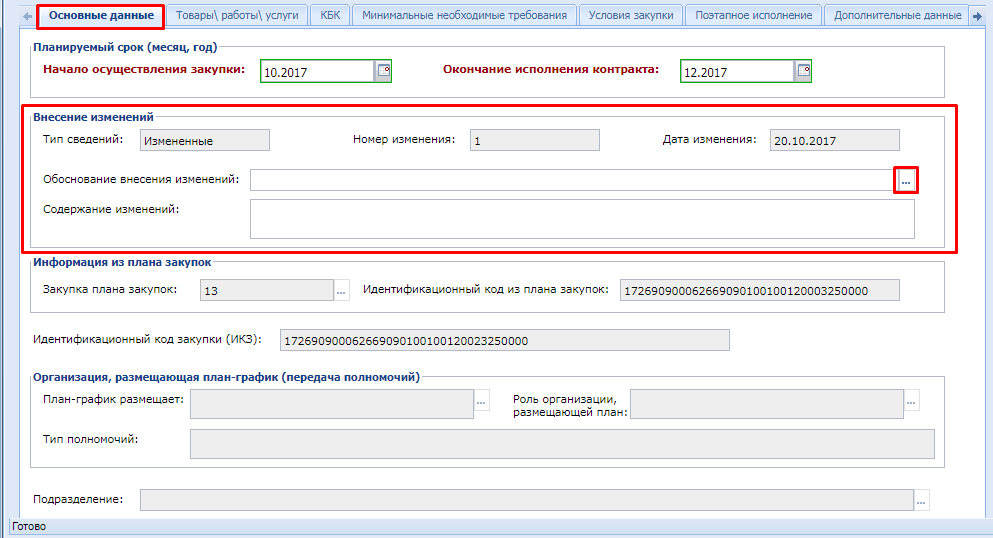 Основные данные Товары\ работы\ услуги КБК Минимальные необходимые требования Условия закупки Поэтапное исполнение Дополнительные данные
Планируемый срок (месяц, год)
Начало осуществления закупки: 10.2017 Окончание исполнения контракта: 12.2017
Внесение изменений
Тип сведений: Измененные Номер изменения: 1 Дата изменения: 20.10.2017
Обоснование внесения изменений: ...
Содержание изменений:
Информация из плана закупок
Закупка плана закупок: 13 ... Идентификационный код из плана закупок: 172690900062669090100100120003250000
Идентификационный код закупки (ИКЗ): 172690900062669090100100120023250000
Организация, размещающая план-график (передача полномочий)
План-график размещает: ... Роль организации, ...
размещающей план:
Тип полномочий:
Подразделение: ...
Готово